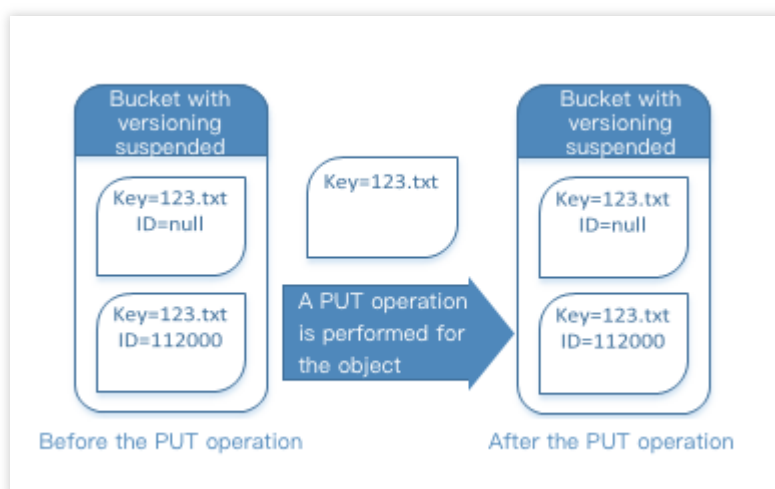 Bucket with
versioning
suspended
Key=123.txt
ID=null
Key=123.txt
ID=112000
Before the PUT operation
Key=123.txt
A PUT operation
is performed for
the object
Bucket with
versioning
suspended
Key=123.txt
ID=null
Key=123.txt
ID=112000
After the PUT operation